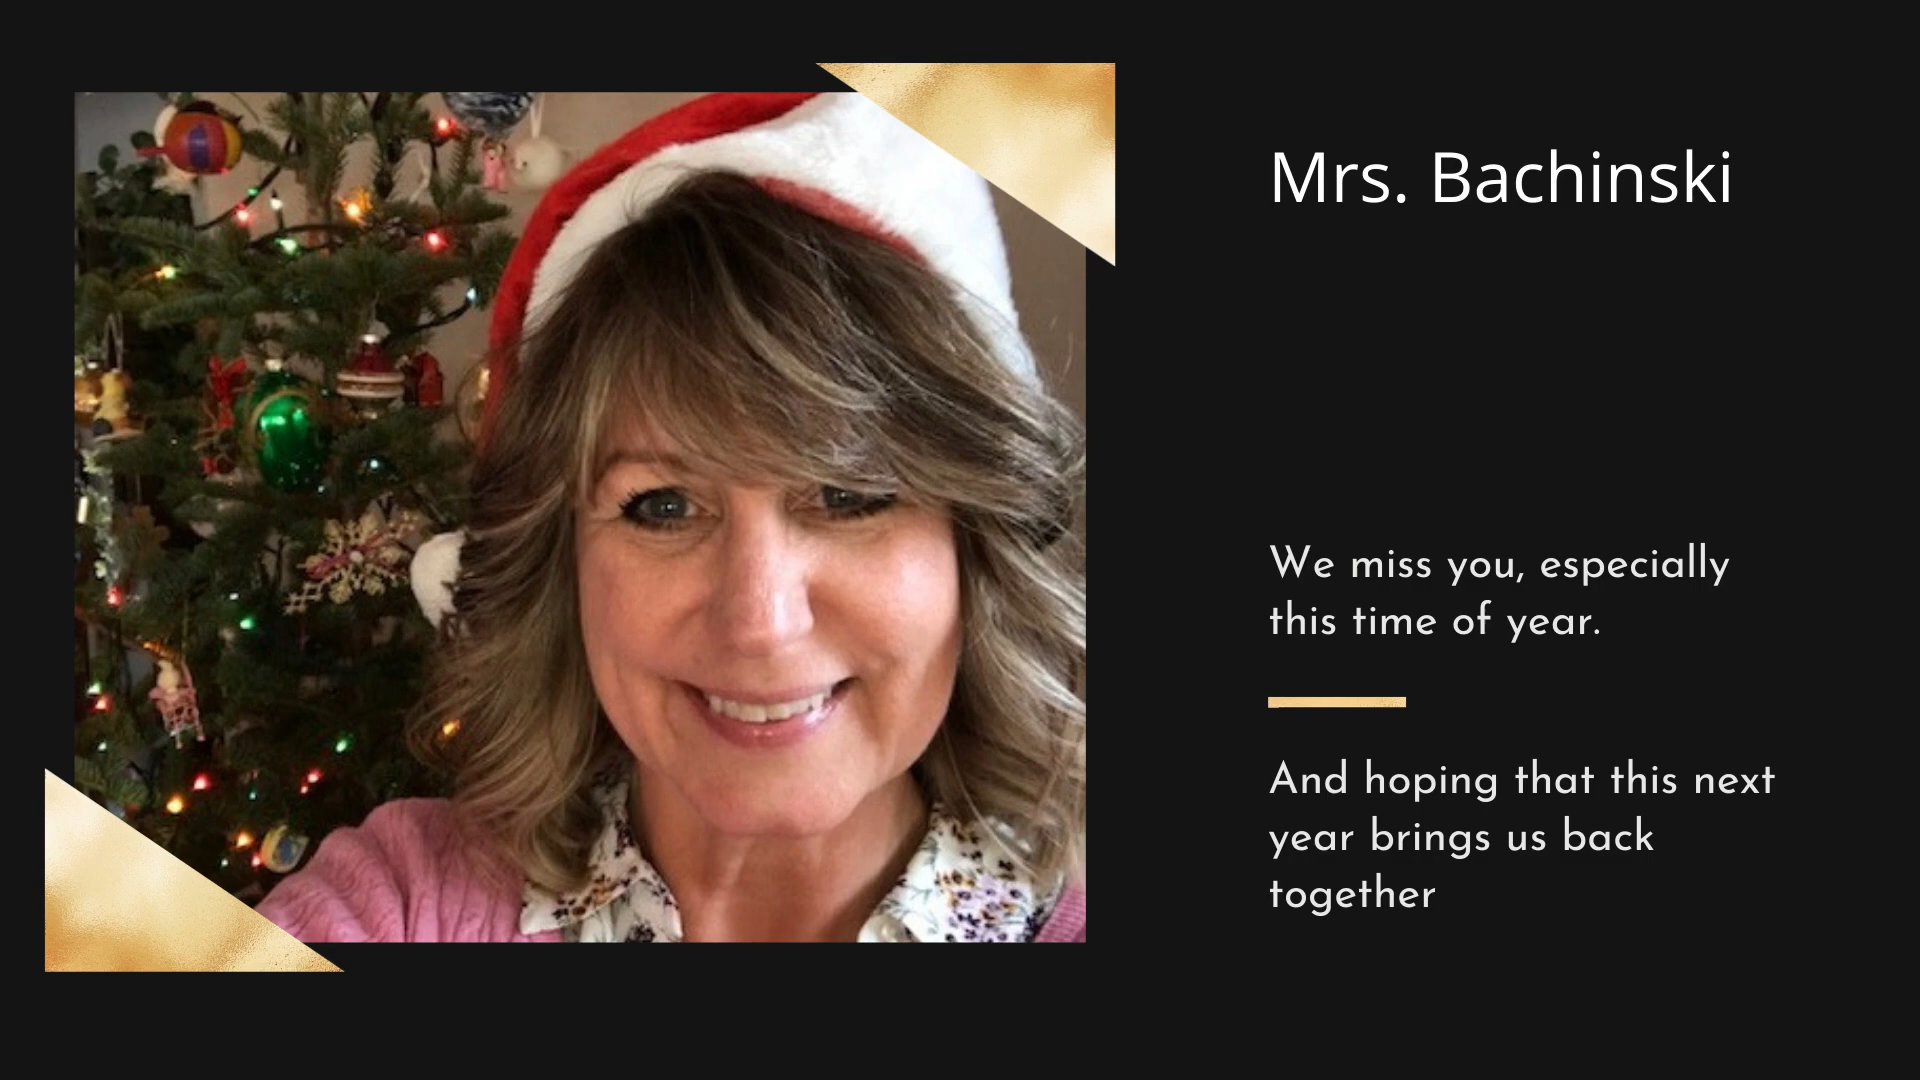 Mrs. Bachinski
We miss you, especially
this time of year.
And hoping that this next
year brings us back
together